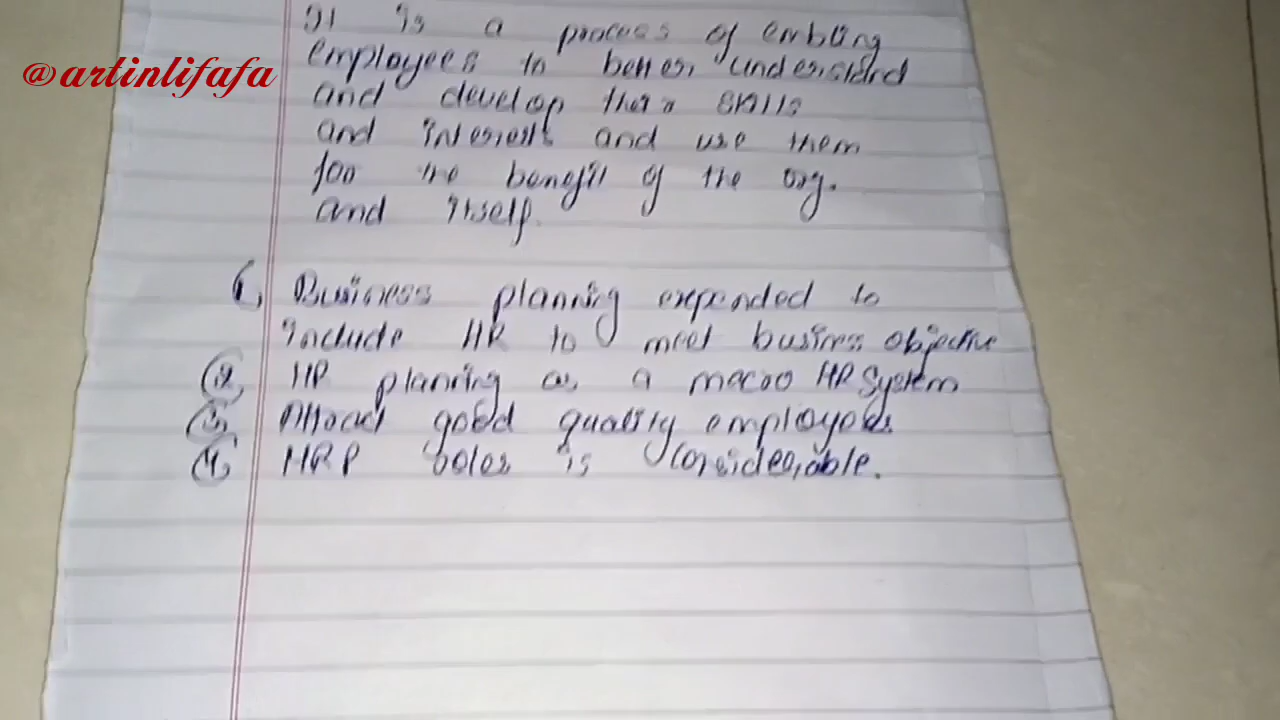 It is a process of enabling
@artinlifafa
employees to better understand
and develop their skills
and interests and use them
for the benefit of the org.
and itself.
1, Business planning expended to
include HR to meet business objective
2, HR planning as a macro HR System
3, Attract good quality employees.
4, HRP roles is considerable.